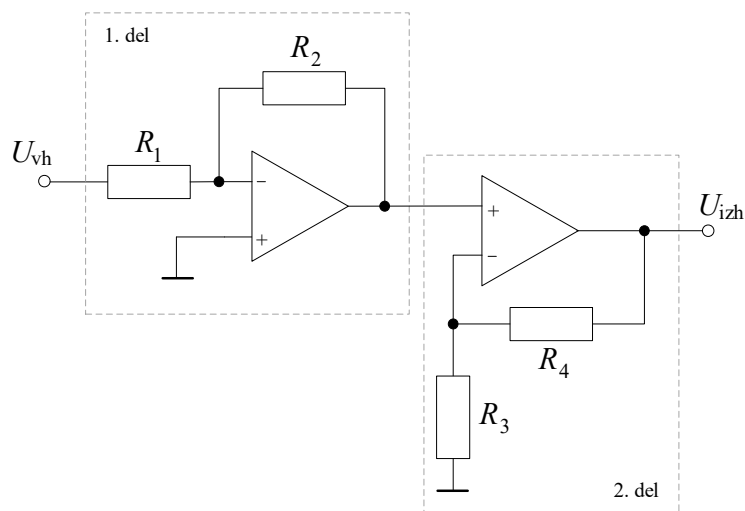 1. del
R2
R1
Uvh
−
+
+
−
Uizh
R4
R3
2. del